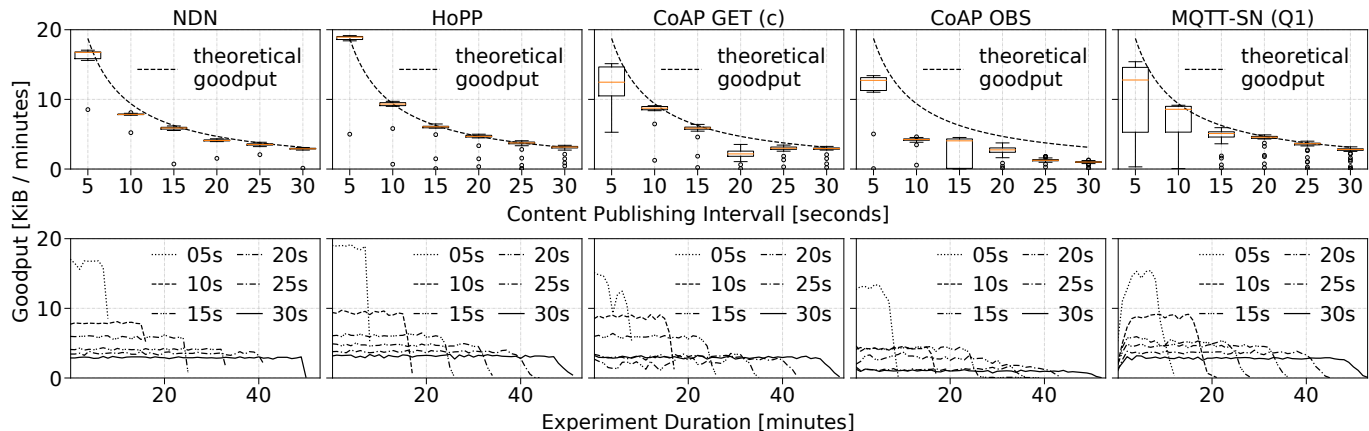 NDN HoPP CoAP GET (c) CoAP OBS MQTT-SN (Q1)
Goodput [KiB / minutes]
20
10
0
theoretical
goodput
5 10 15 20 25 30
theoretical
goodput
5 10 15 20 25 30
theoretical
goodput
5 10 15 20 25 30
theoretical
goodput
5 10 15 20 25 30
theoretical
goodput
5 10 15 20 25 30
Content Publishing Intervall [seconds]
20
10
0
05s 20s
10s 25s
15s 30s
20 40
05s 20s
10s 25s
15s 30s
20 40
05s 20s
10s 25s
15s 30s
20 40
05s 20s
10s 25s
15s 30s
20 40
05s 20s
10s 25s
15s 30s
20 40
Experiment Duration [minutes]